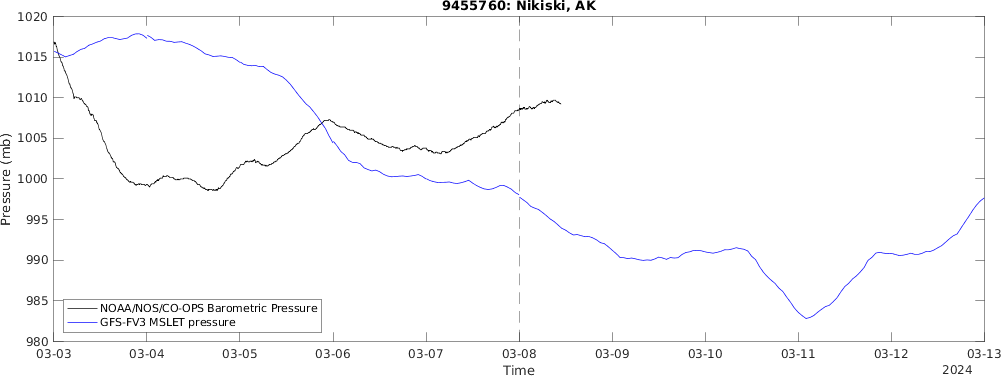 9455760: Nikiski, AK
1020
1015
1010
1005
1000
995
990
985
980
Pressure (mb)
NOAA/NOS/CO-OPS Barometric Pressure
GFS-FV3 MSLET pressure
03-03 03-04 03-05 03-06 03-07 03-08 03-09 03-10 03-11 03-12 03-13
Time
2024